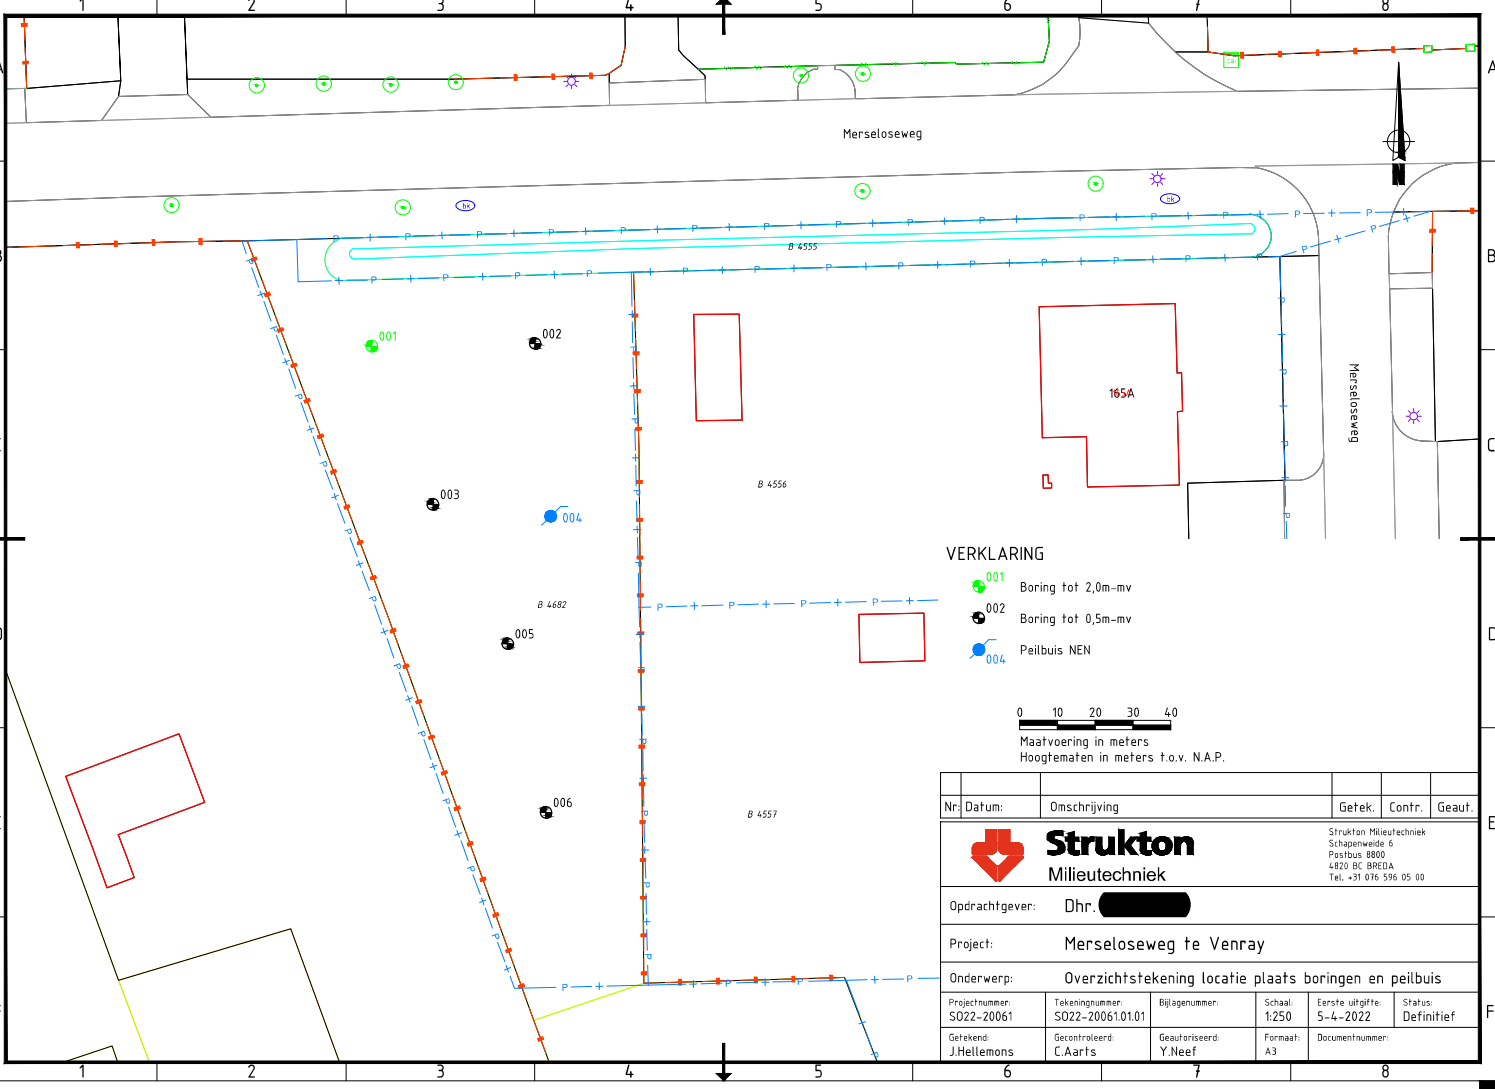 1 2 3 4 5 6 7 8
A
Merseloseweg
N
bk
bk
B
B 4555
001
002
165A
Merseloseweg
C
003
004
B 4556
VERKLARING
001
Boring tot 2,0m-mv
002
Boring tot 0,5m-mv
004
Peilbuis NEN
B 4682
005
D
0 10 20 30 40
Maatvoering in meters
Hoogtematen in meters t.o.v. N.A.P.
006
B 4557
E
Nr: Datum: Omschrijving Getek. Contr. Geaut.
Strukton
Milieutechniek
Strukton Milieutechniek
Schapenweide 6
Postbus 8800
4820 BC BREDA
Tel. +31 076 596 05 00
Opdrachtgever: Dhr.
Project: Merseloseweg te Venray
Onderwerp: Overzichtstekening locatie plaats boringen en peilbuis
Projectnummer: Tekeningnummer: Bijlagenummer: Schaal: Eerste uitgifte: Status:
SO22-20061 SO22-20061.01.01 1:250 5-4-2022 Definitief
F
Getekend: Gecontroleerd: Geautoriseerd: Formaat: Documentnummer:
J.Hellemons C.Aarts Y.Neef A3
1 2 3 4 5 6 7 8